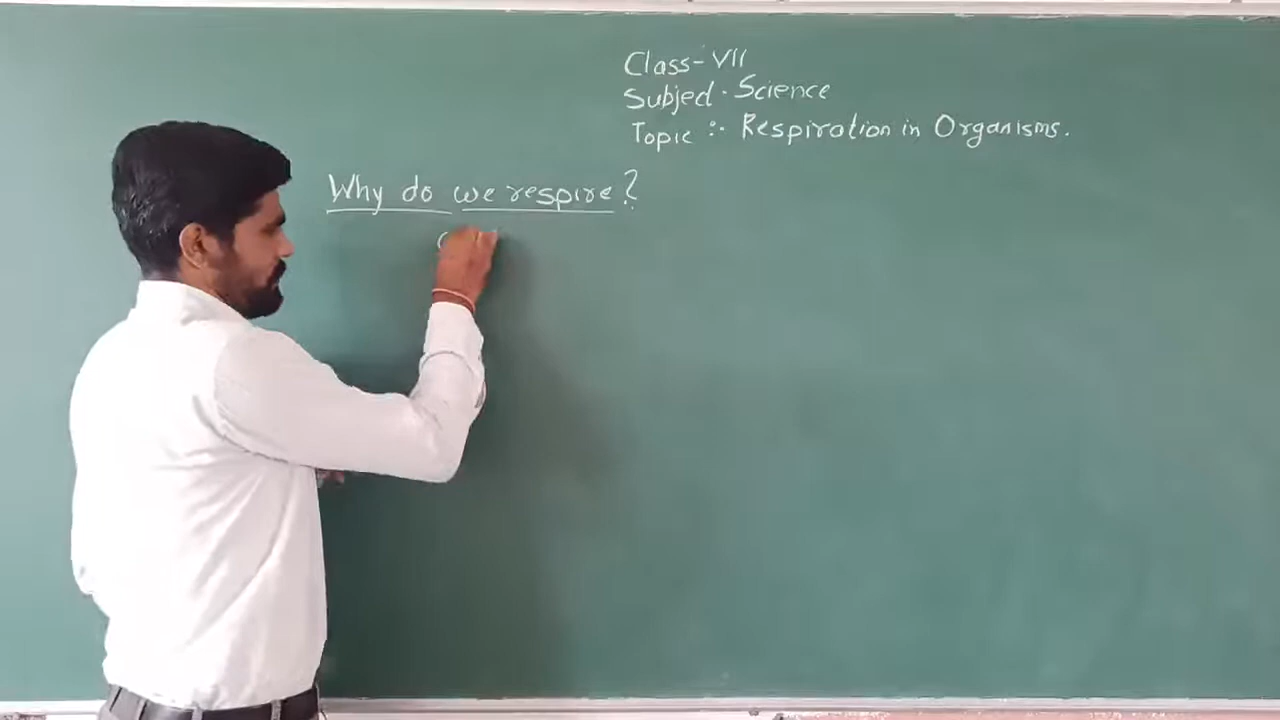 Class-VII
Subject. Science
Topic :- Respiration in Organisms.
Why do we respire?